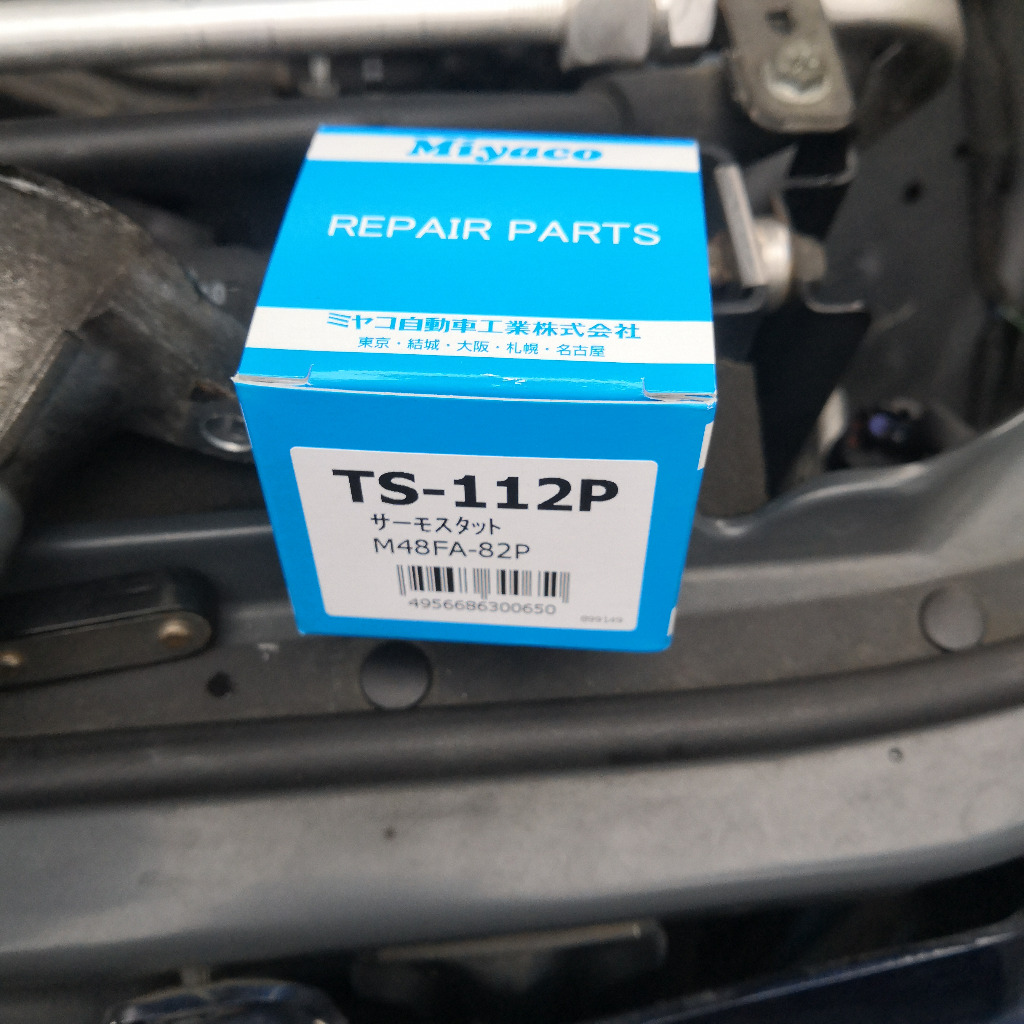 Miyaco
REPAIR PARTS
ミヤコ自動車工業株式会社
東京・結城・大阪・札幌・名古屋
TS-112P
サーモスタット
M48FA-82P
4956686300650